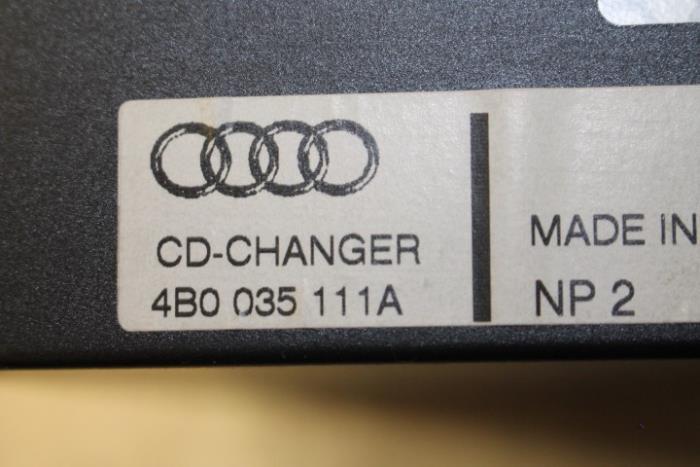 CD-CHANGER
4B0 035 111A
MADE IN
NP 2